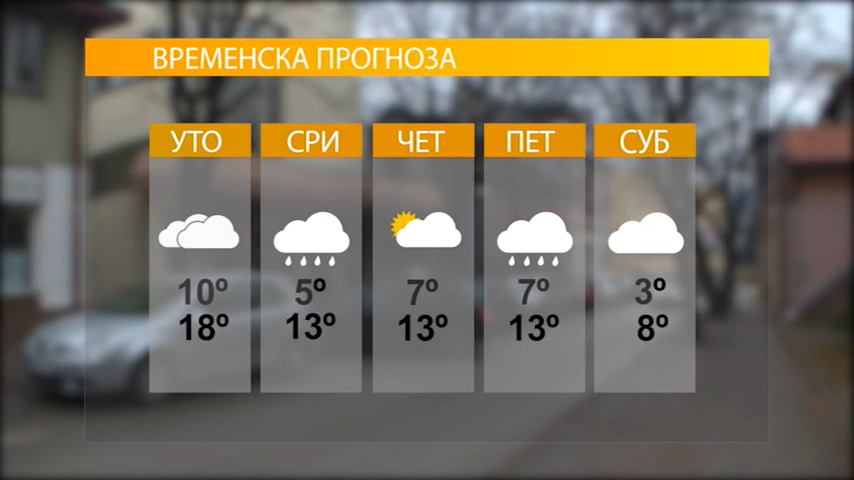 ВРЕМЕНСКА ПРОГНОЗА
УТО СРИ ЧЕТ ПЕТ СУБ
10º 5º 7º 7º 3º
18º 13º 13º 13º 8º